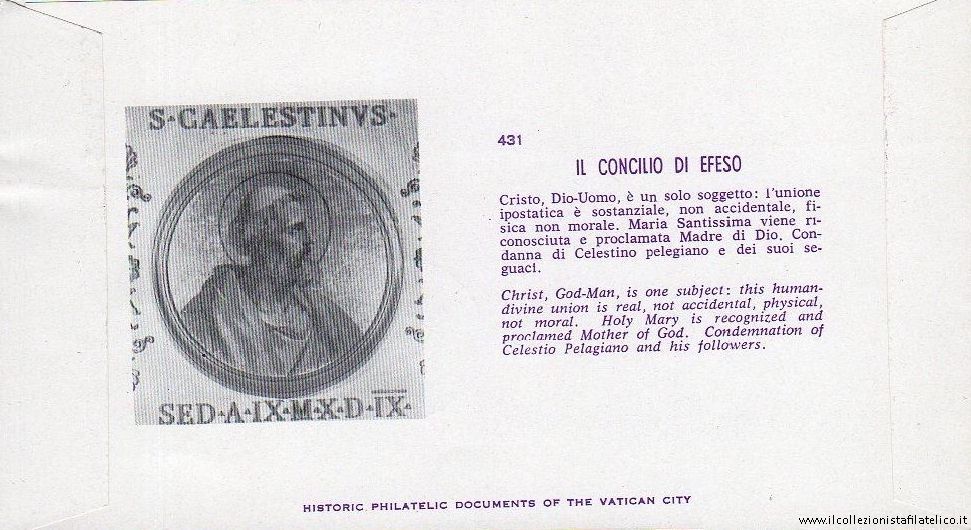 S·CAELESTINVS·
SED·A·IX·M·X·D·IX·
431
IL CONCILIO DI EFESO
Cristo, Dio-Uomo, è un solo soggetto: l'unione
ipostatica è sostanziale, non accidentale, fi-
sica non morale. Maria Santissima viene ri-
conosciuta e proclamata Madre di Dio. Con-
danna di Celestino pelegiano e dei suoi se-
guaci.
Christ, God-Man, is one subject: this human-
divine union is real, not accidental, physical,
not moral. Holy Mary is recognized and
proclamed Mother of God. Condemnation of
Celestio Pelagiano and his followers.
HISTORIC PHILATELIC DOCUMENTS OF THE VATICAN CITY
www.ilcollezionistafilatelico.it